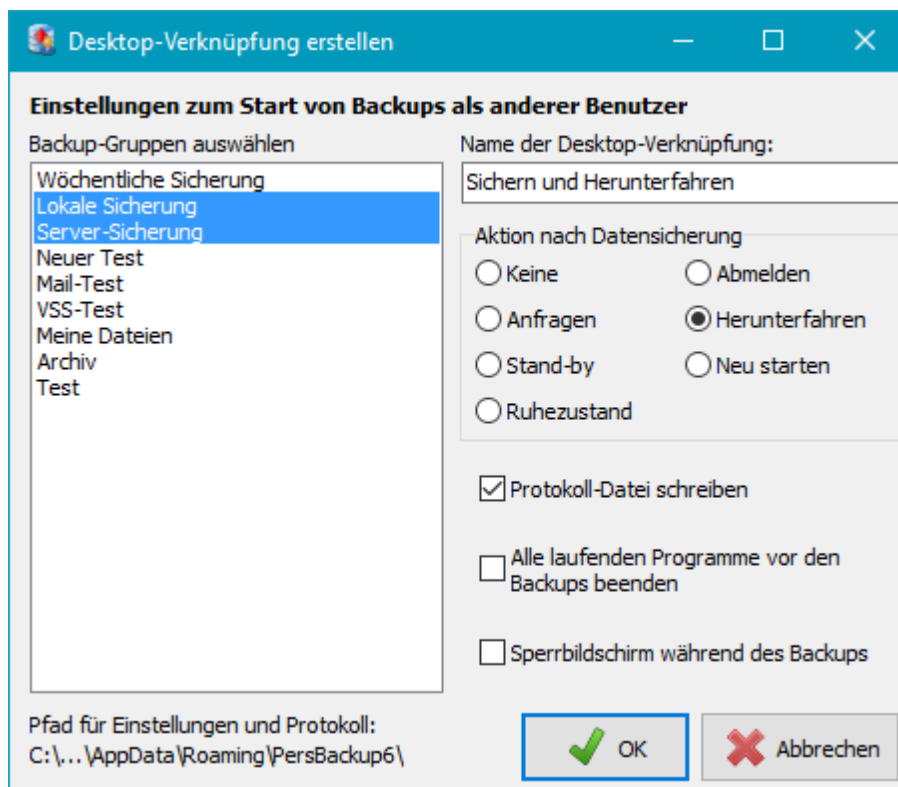 Desktop-Verknüpfung erstellen
Einstellungen zum Start von Backups als anderer Benutzer
Backup-Gruppen auswählen
Wöchentliche Sicherung
Lokale Sicherung
Server-Sicherung
Neuer Test
Mail-Test
VSS-Test
Meine Dateien
Archiv
Test
Name der Desktop-Verknüpfung:
Sichern und Herunterfahren
Aktion nach Datensicherung
Keine
Abmelden
Anfragen
Herunterfahren
Stand-by
Neu starten
Ruhezustand
Protokoll-Datei schreiben
Alle laufenden Programme vor den
Backups beenden
Sperrbildschirm während des Backups
Pfad für Einstellungen und Protokoll:
C:\...\AppData\Roaming\PersBackup6\
OK
Abbrechen